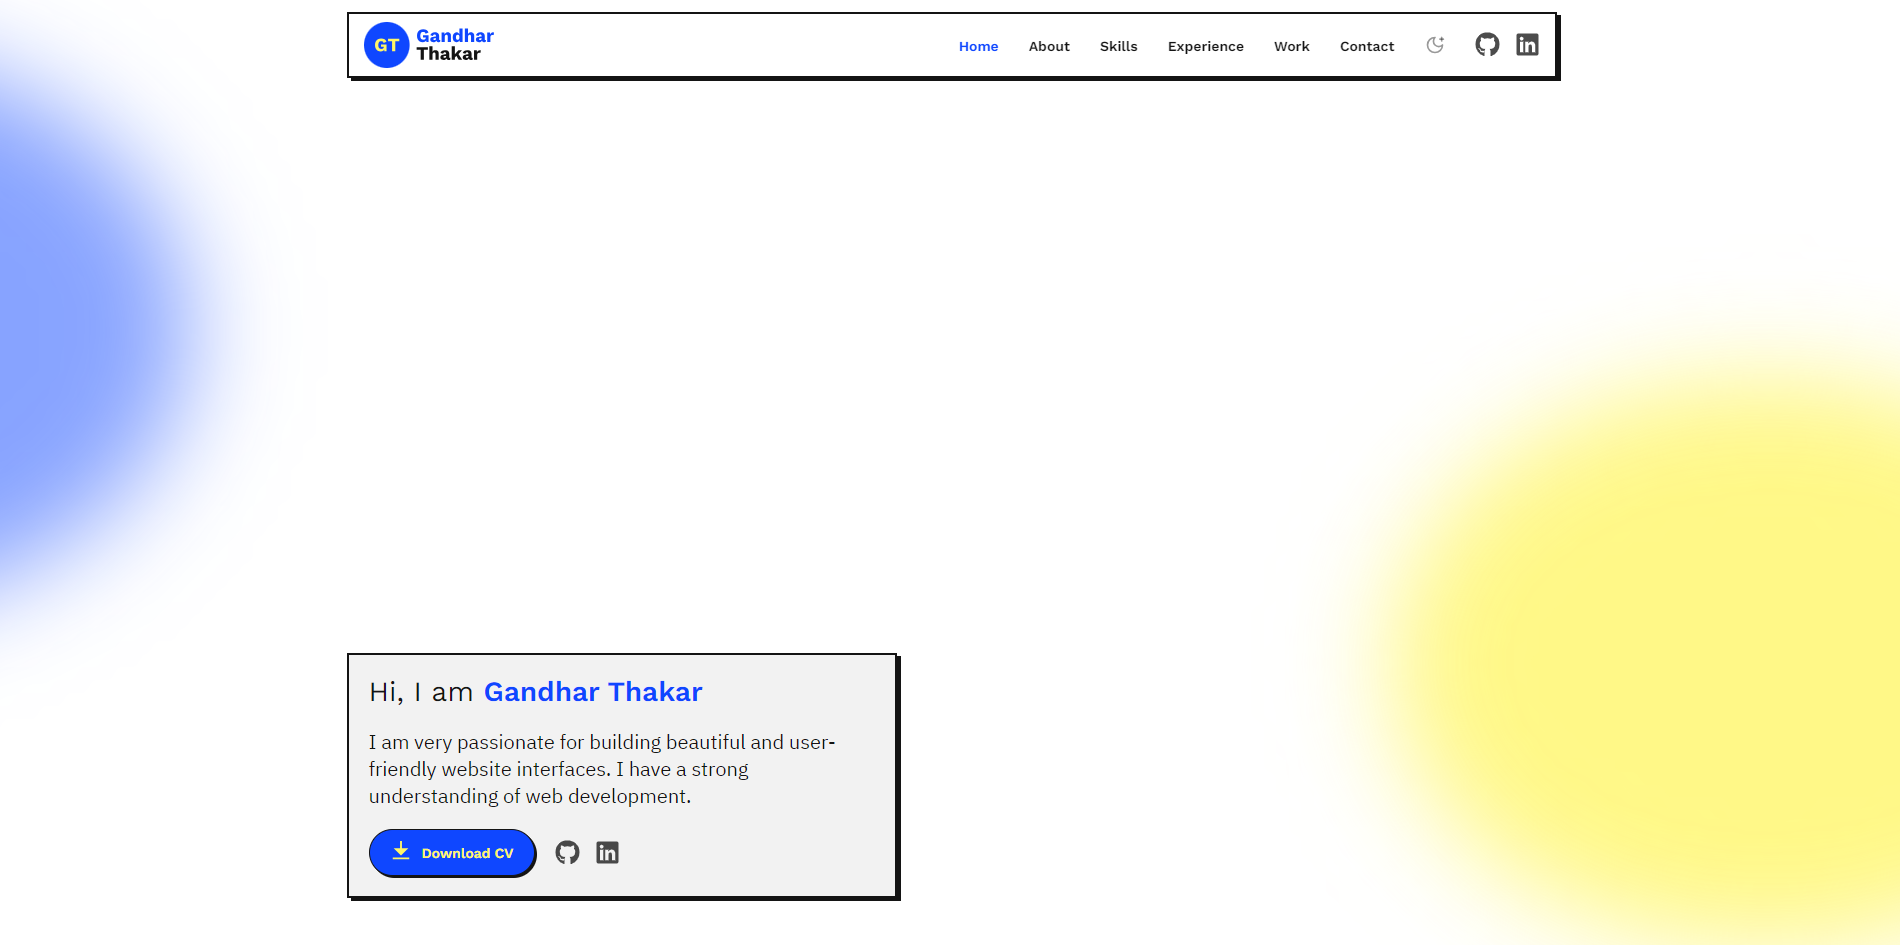 GT
Gandhar
Thakar
Home About Skills Experience Work Contact
Hi, I am Gandhar Thakar
I am very passionate for building beautiful and user-
friendly website interfaces. I have a strong
understanding of web development.
Download CV